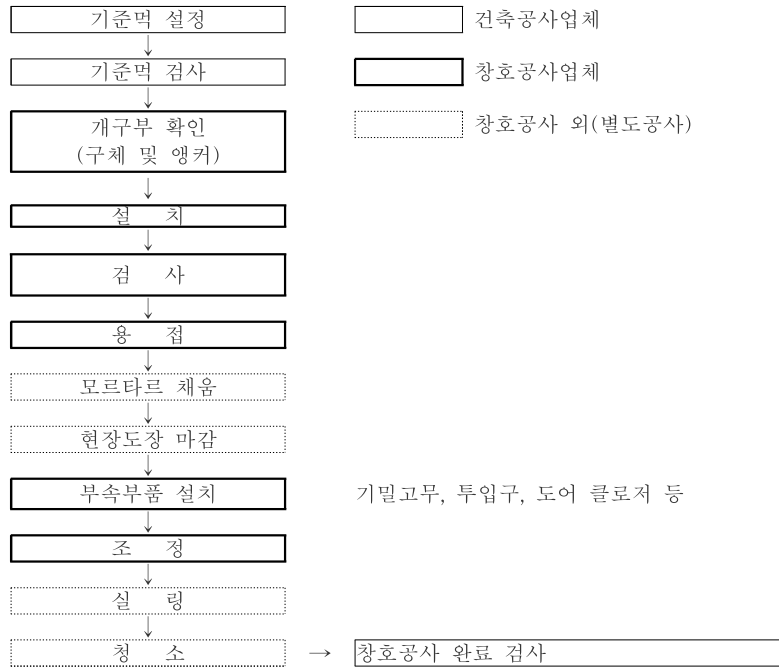 기준먹 설정
건축공사업체
기준먹 검사
창호공사업체
개구부 확인
(구체 및 앵커)
창호공사 외(별도공사)
설 치
검 사
용 접
모르타르 채움
현장도장 마감
부속부품 설치
기밀고무, 투입구, 도어 클로저 등
조 정
실 링
청 소 → 창호공사 완료 검사